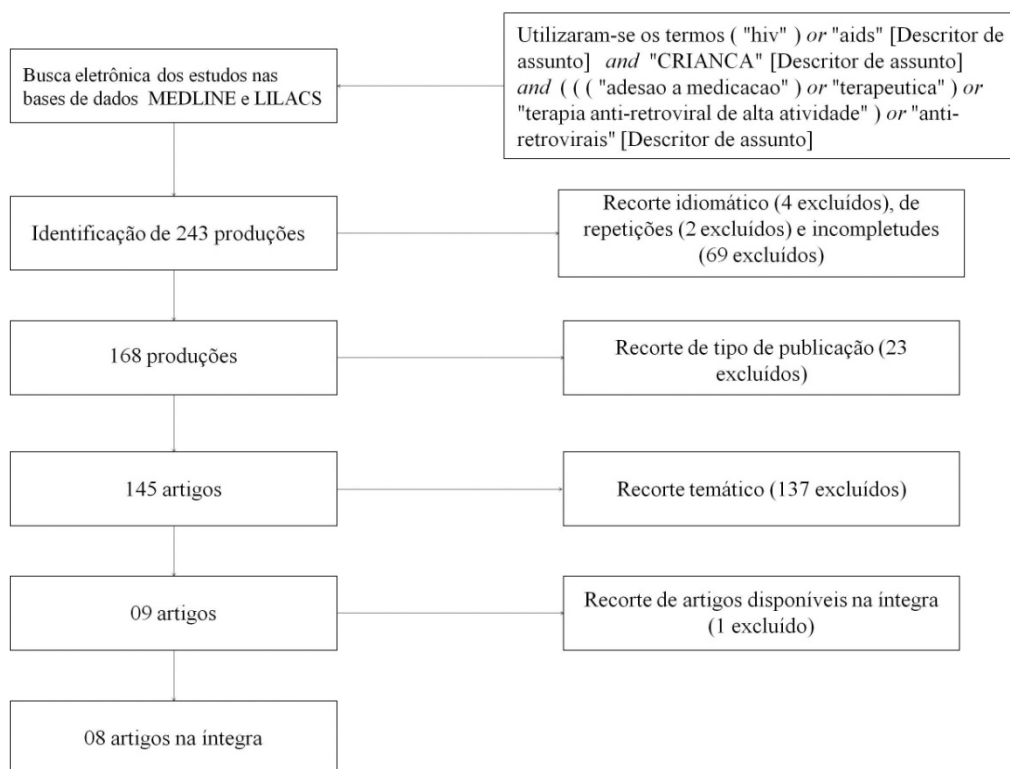 Busca eletrônica dos estudos nas
bases de dados MEDLINE e LILACS
Utilizaram-se os termos ( "hiv" ) or "aids" [Descritor de
assunto] and "CRIANCA" [Descritor de assunto]
and ( ( ( "adesao a medicacao" ) or "terapeutica" ) or
"terapia anti-retroviral de alta atividade" ) or "anti-
retrovirais" [Descritor de assunto]
Identificação de 243 produções
Recorte idiomático (4 excluídos), de
repetições (2 excluídos) e incompletudes
(69 excluídos)
168 produções
Recorte de tipo de publicação (23
excluídos)
145 artigos
Recorte temático (137 excluídos)
09 artigos
Recorte de artigos disponíveis na íntegra
(1 excluído)
08 artigos na íntegra